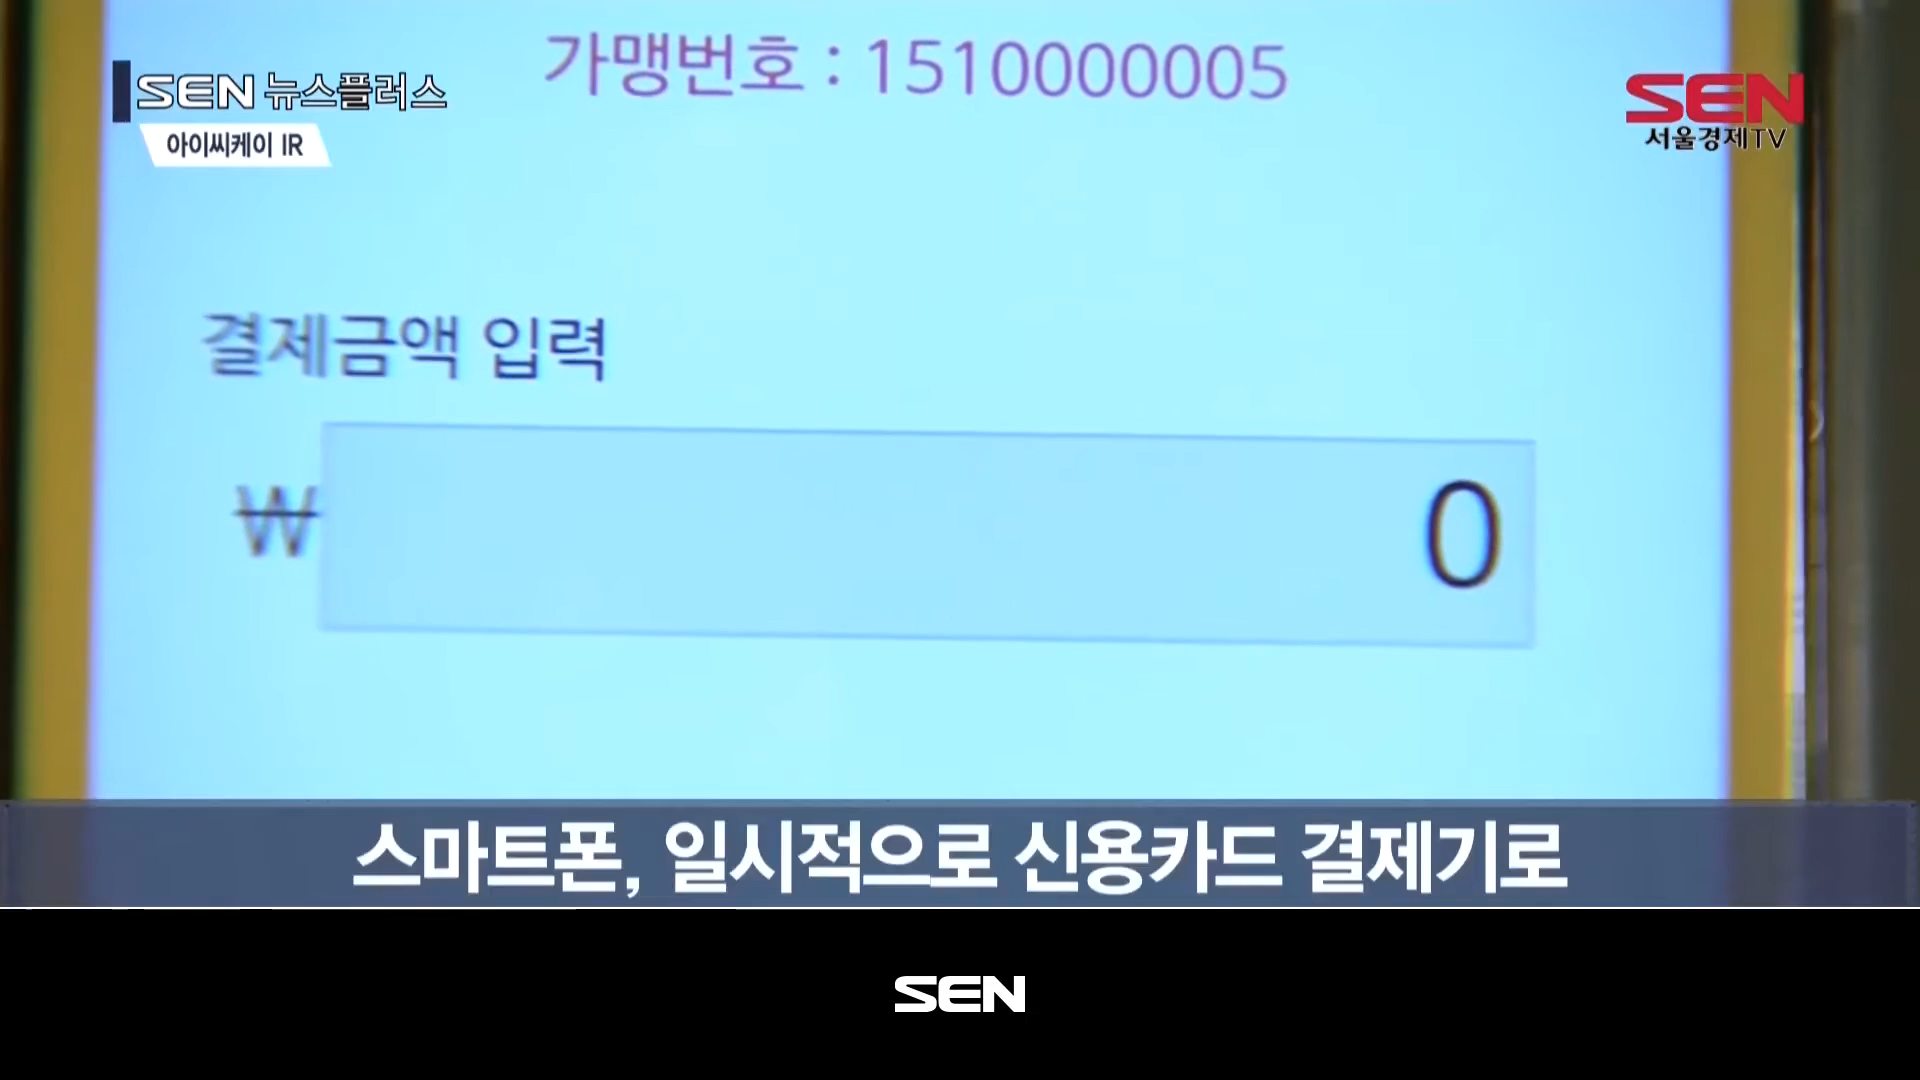 가맹번호 : 1510000005
SEN 뉴스플러스
아이씨케이 IR
SEN
서울경제TV
결제금액 입력
₩ 0
스마트폰, 일시적으로 신용카드 결제기로
SEN